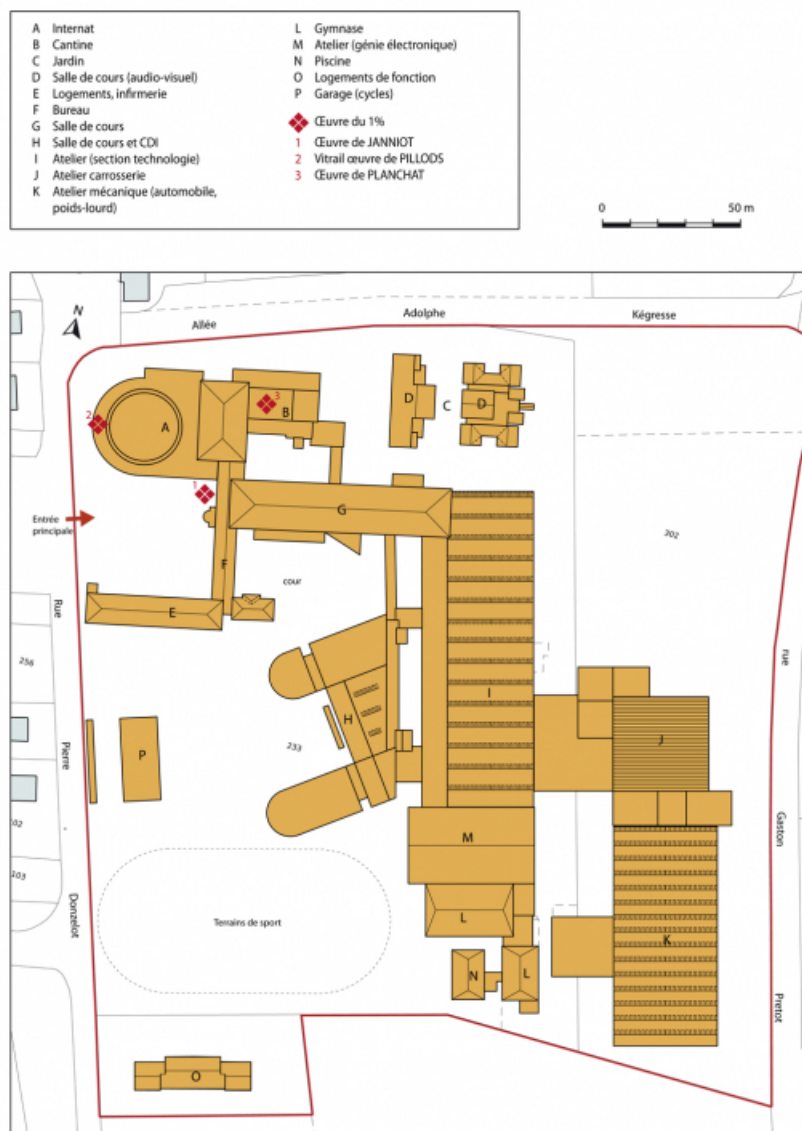 A Internat
B Cantine
C Jardin
D Salle de cours (audio-visuel)
E Logements, infirmerie
F Bureau
G Salle de cours
H Salle de cours et CDI
I Atelier (section technologie)
J Atelier carrosserie
K Atelier mécanique (automobile,
poids-lourd)
L Gymnase
M Atelier (génie électronique)
N Piscine
O Logements de fonction
P Garage (cycles)
Œuvre du 1%
1 Œuvre de JANNIOT
2 Vitrail œuvre de PILLODS
3 Œuvre de PLANCHAT
0 50 m
N
Allée Adolphe Kégresse
D
C
D
3
B
2
A
1
G
Entrée
principale
302
F
cour
E
Rue
rue
256
I
H
233
J
P
Pierre
102
Gaston
M
103
Donzelot
Terrains de sport
L
K
N
L
Pretot
O